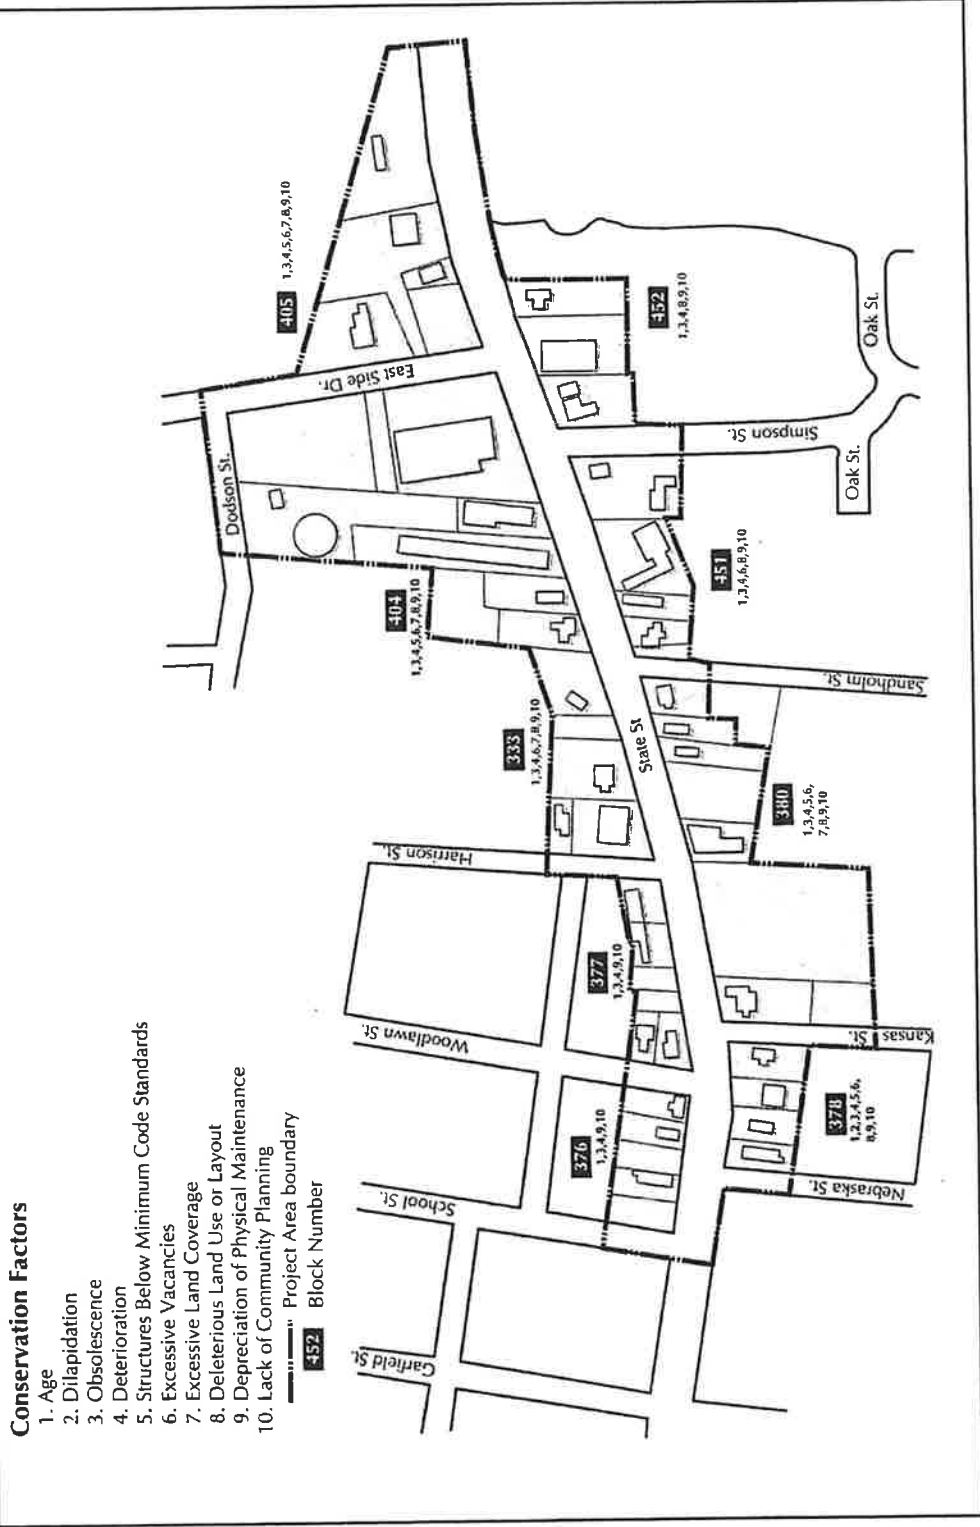 Conservation Factors
1. Age
2. Dilapidation
3. Obsolescence
4. Deterioration
5. Structures Below Minimum Code Standards
6. Excessive Vacancies
7. Excessive Land Coverage
8. Deleterious Land Use or Layout
9. Depreciation of Physical Maintenance
10. Lack of Community Planning
Project Area boundary
452 Block Number
Garfield St.
School St.
Woodlawn St.
Harrison St.
376
1,3,4,9,10
377
1,3,4,9,10
333
1,3,4,6,7,8,9,10
404
1,3,4,5,6,7,8,9,10
Dodson St.
East Side Dr.
405 1,3,4,5,6,7,8,9,10
State St
Nebraska St.
378
1,2,3,4,5,6,
8,9,10
Kansas St.
380
1,3,4,5,6,
7,8,9,10
Sandholm St.
451
1,3,4,6,8,9,10
Simpson St.
Oak St.
452
1,3,4,8,9,10
Oak St.